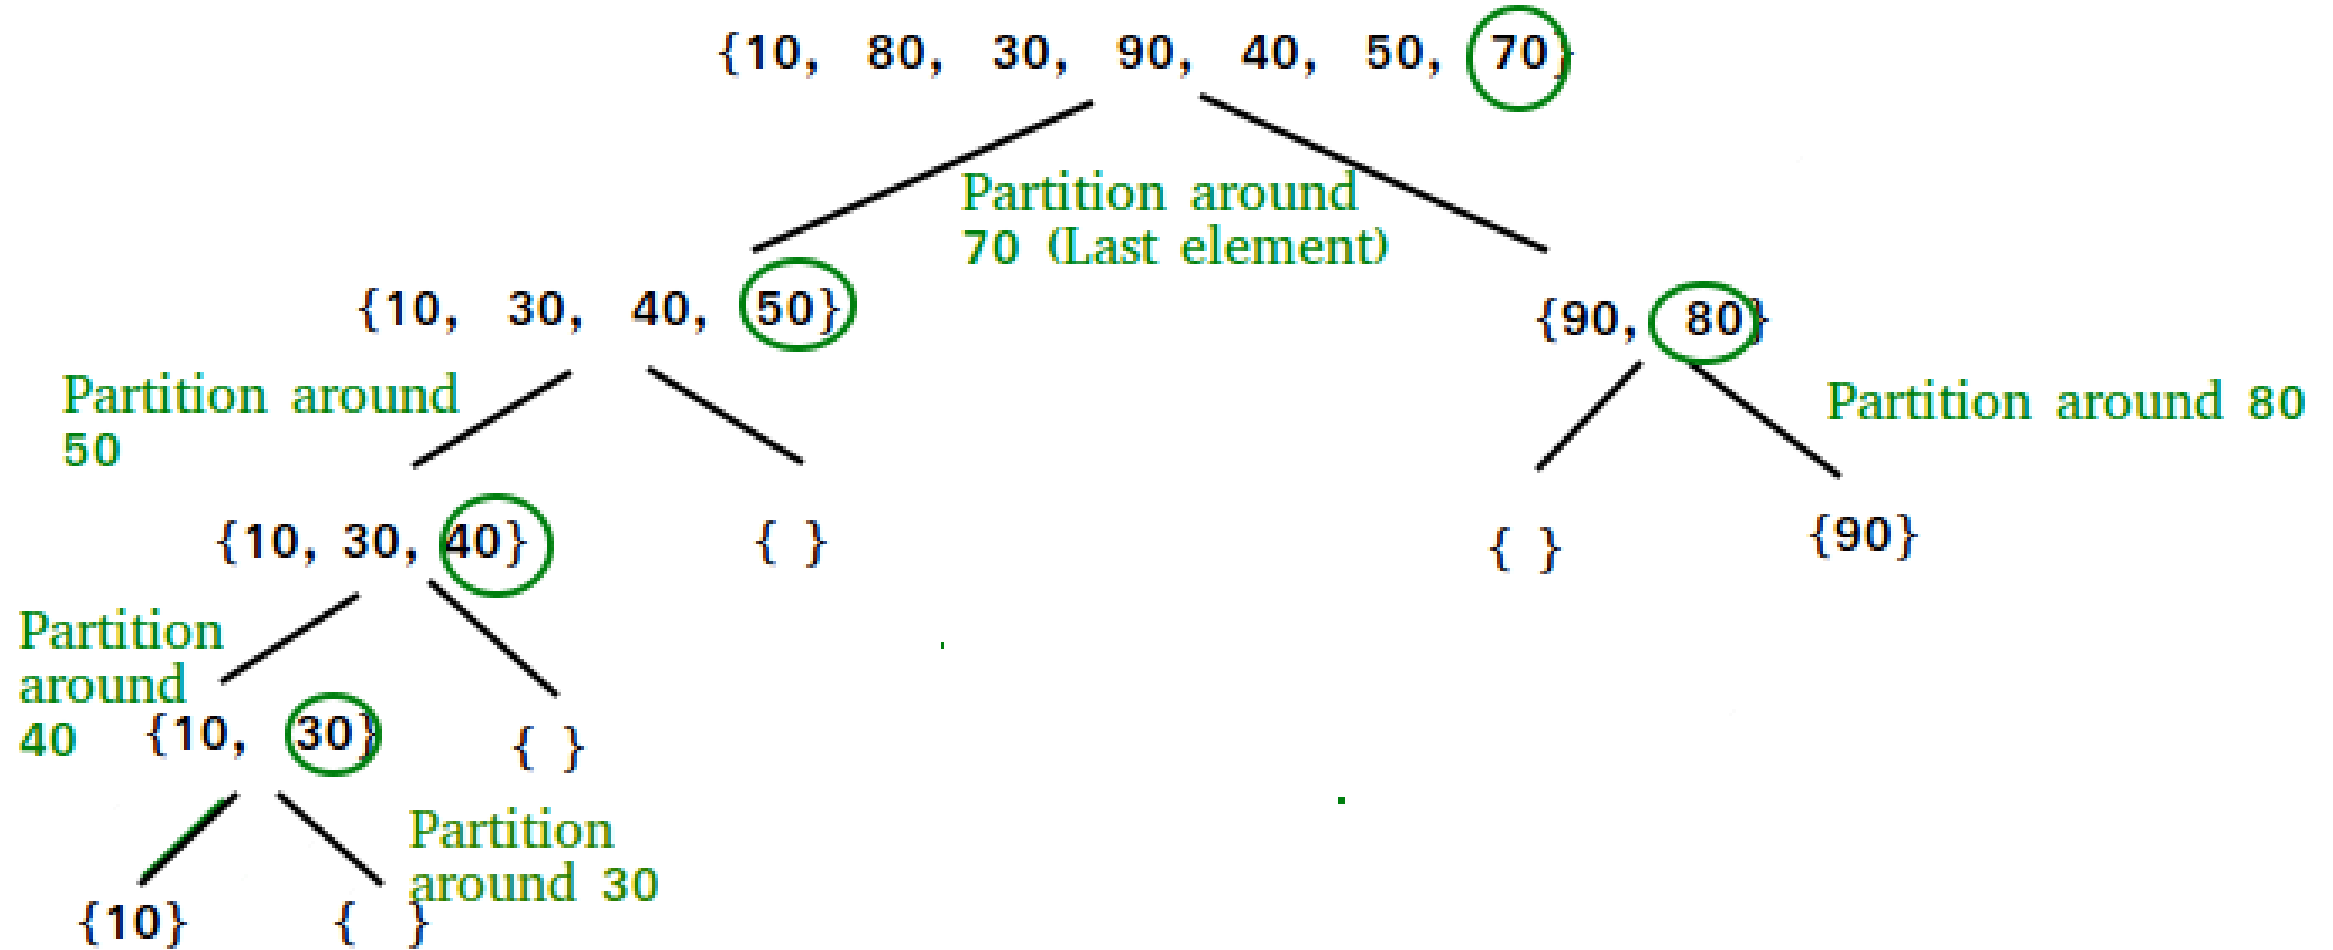 {10, 80, 30, 90, 40, 50, 70}
Partition around
70 (Last element)
{10, 30, 40, 50}
{90, 80}
Partition around
50
Partition around 80
{10, 30, 40}
{ }
{ }
{90}
Partition
around
40
{10, 30}
{ }
Partition
around 30
{10}
{ }